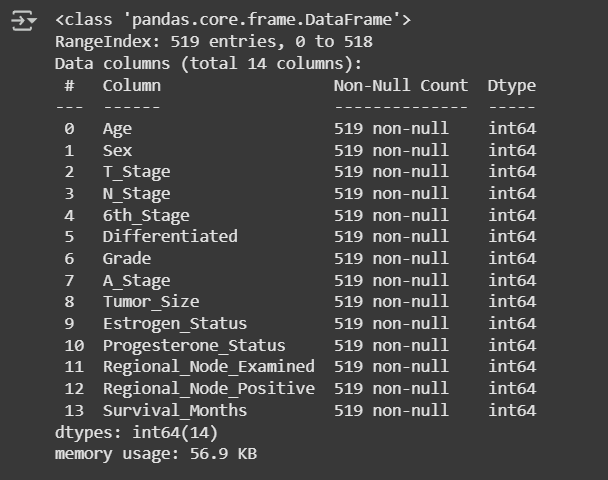 <class 'pandas.core.frame.DataFrame'>
RangeIndex: 519 entries, 0 to 518
Data columns (total 14 columns):
 #   Column                 Non-Null Count  Dtype
---  ------                 --------------  -----
 0   Age                    519 non-null    int64
 1   Sex                    519 non-null    int64
 2   T_Stage                519 non-null    int64
 3   N_Stage                519 non-null    int64
 4   6th_Stage              519 non-null    int64
 5   Differentiated         519 non-null    int64
 6   Grade                  519 non-null    int64
 7   A_Stage                519 non-null    int64
 8   Tumor_Size             519 non-null    int64
 9   Estrogen_Status        519 non-null    int64
 10  Progesterone_Status    519 non-null    int64
 11  Regional_Node_Examined 519 non-null    int64
 12  Regional_Node_Positive 519 non-null    int64
 13  Survival_Months        519 non-null    int64
dtypes: int64(14)
memory usage: 56.9 KB